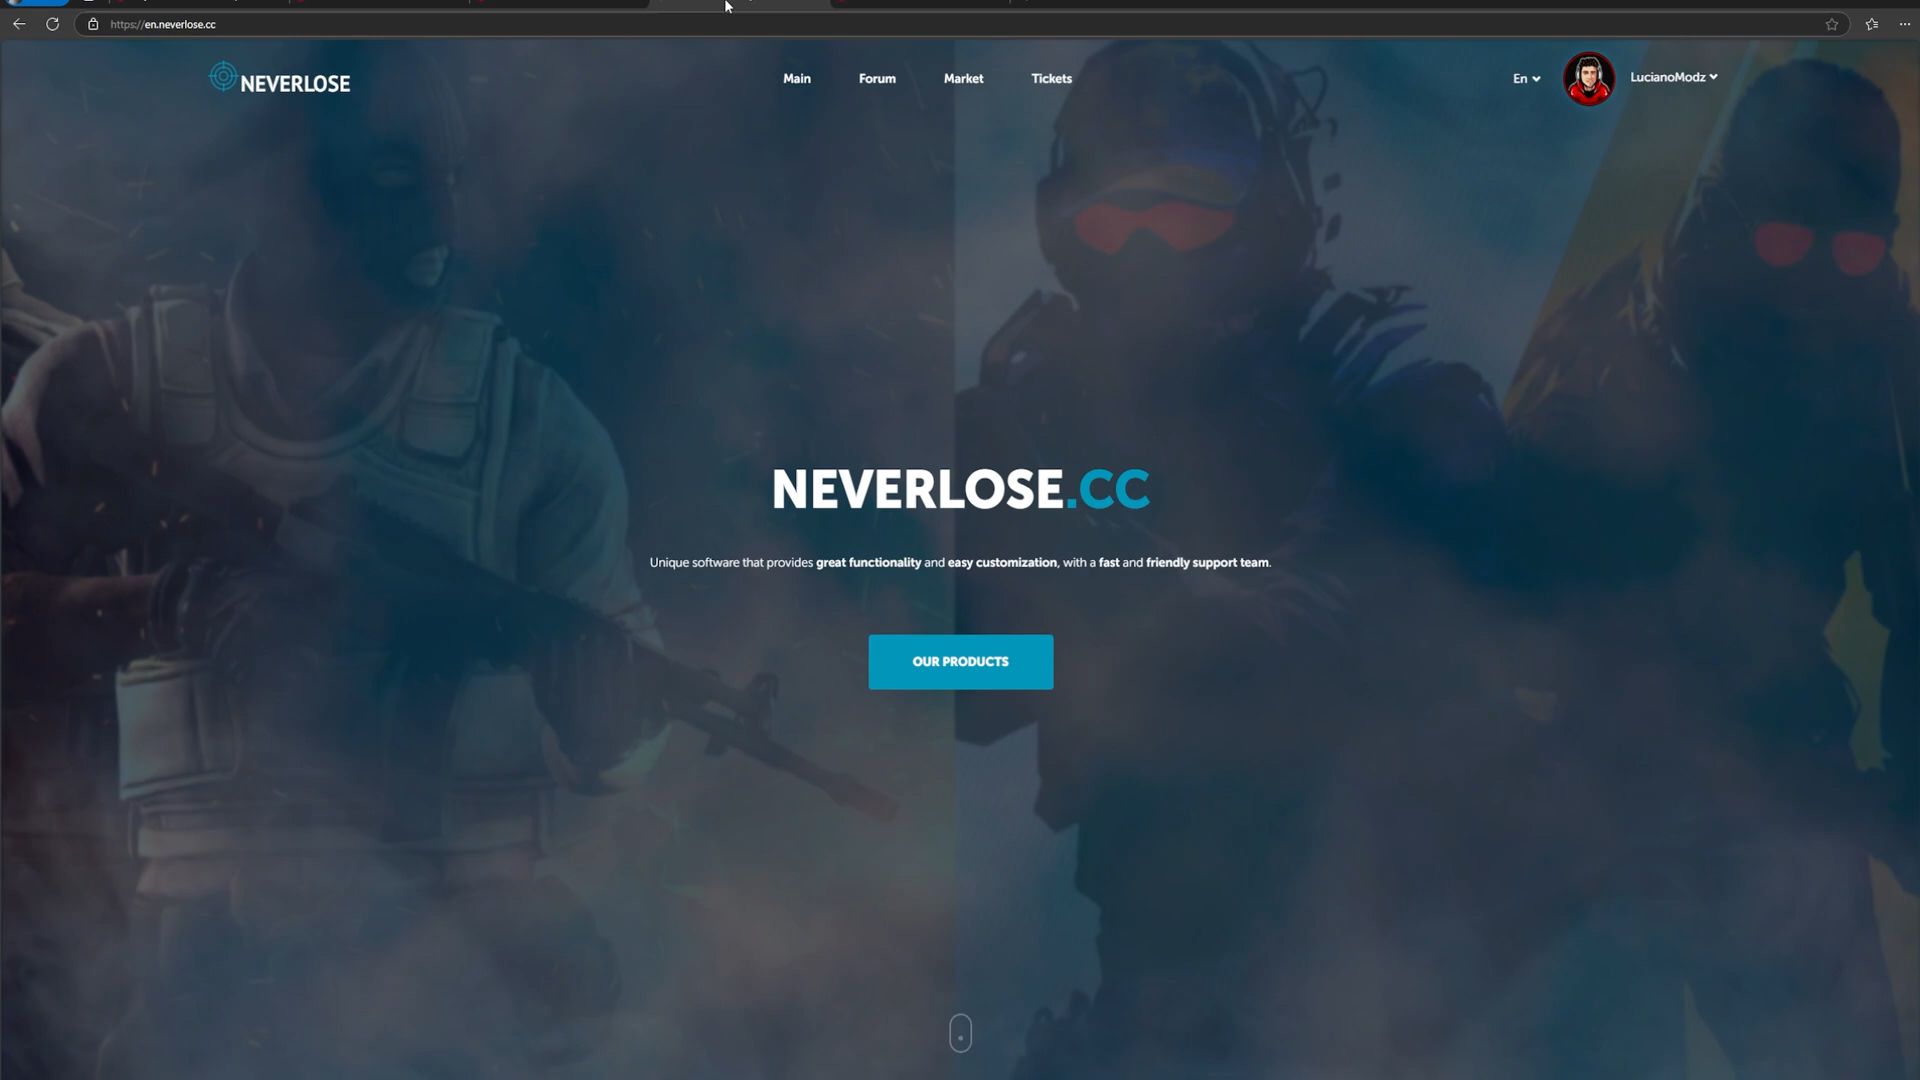 https://en.neverlose.cc
NEVERLOSE
Main
Forum
Market
Tickets
En
LucianoModz
NEVERLOSE.CC
Unique software that provides great functionality and easy customization, with a fast and friendly support team.
OUR PRODUCTS